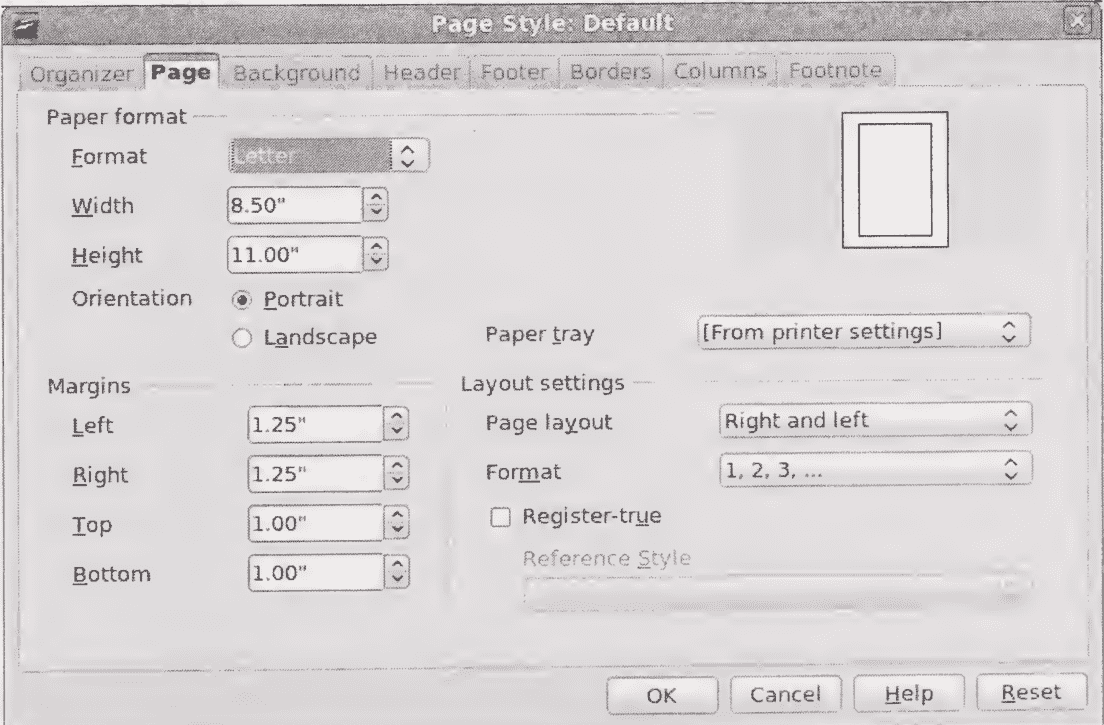 Page Style: Default
Organizer Page Background Header Footer Borders Columns Footnote
Paper format
Format Letter
Width 8.50"
Height 11.00"
Orientation Portrait
Landscape
Paper tray [From printer settings]
Margins
Left 1.25"
Right 1.25"
Top 1.00"
Bottom 1.00"
Layout settings
Page layout Right and left
Format 1, 2, 3, ...
Register-true
Reference Style
OK Cancel Help Reset